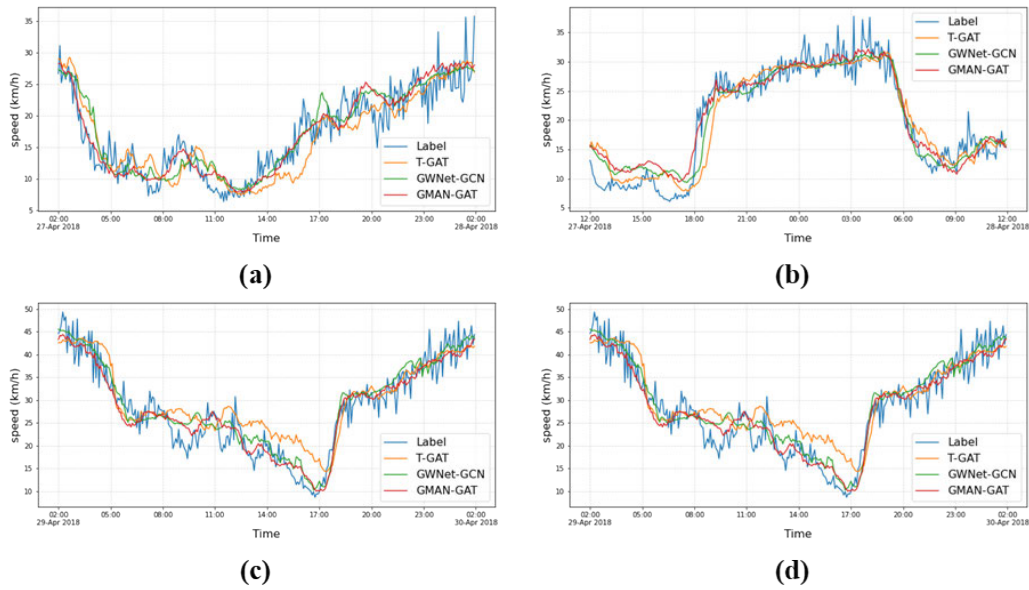 35
30
25
20
15
10
5
speed (km/h)
Label
T-GAT
GWNet-GCN
GMAN-GAT
02:00 05:00 08:00 11:00 14:00 17:00 20:00 23:00 02:00
27-Apr 2018 28-Apr 2018
Time
(a)
35
30
25
20
15
10
5
speed (km/h)
Label
T-GAT
GWNet-GCN
GMAN-GAT
12:00 15:00 18:00 21:00 00:00 03:00 06:00 09:00 12:00
27-Apr 2018 28-Apr 2018
Time
(b)
50
45
40
35
30
25
20
15
10
speed (km/h)
Label
T-GAT
GWNet-GCN
GMAN-GAT
02:00 05:00 08:00 11:00 14:00 17:00 20:00 23:00 02:00
29-Apr 2018 30-Apr 2018
Time
(c)
50
45
40
35
30
25
20
15
10
speed (km/h)
Label
T-GAT
GWNet-GCN
GMAN-GAT
02:00 05:00 08:00 11:00 14:00 17:00 20:00 23:00 02:00
29-Apr 2018 30-Apr 2018
Time
(d)